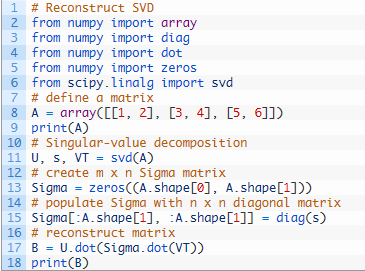 1 # Reconstruct SVD
2 from numpy import array
3 from numpy import diag
4 from numpy import dot
5 from numpy import zeros
6 from scipy.linalg import svd
7 # define a matrix
8 A = array([[1, 2], [3, 4], [5, 6]])
9 print(A)
10 # Singular-value decomposition
11 U, s, VT = svd(A)
12 # create m x n Sigma matrix
13 Sigma = zeros((A.shape[0], A.shape[1]))
14 # populate Sigma with n x n diagonal matrix
15 Sigma[:A.shape[1], :A.shape[1]] = diag(s)
16 # reconstruct matrix
17 B = U.dot(Sigma.dot(VT))
18 print(B)